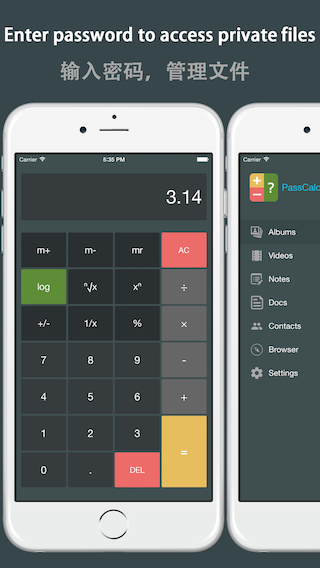 Enter password to access private files
输入密码，管理文件
Carrier
5:35 PM
3.14
m+ m- mr AC
log ⁿ√x xⁿ ÷
+/- 1/x % ×
7 8 9 -
4 5 6 +
1 2 3 =
0 . DEL
Carrier
+ - ?
PassCalc
Albums
Videos
Notes
Docs
Contacts
Browser
Settings